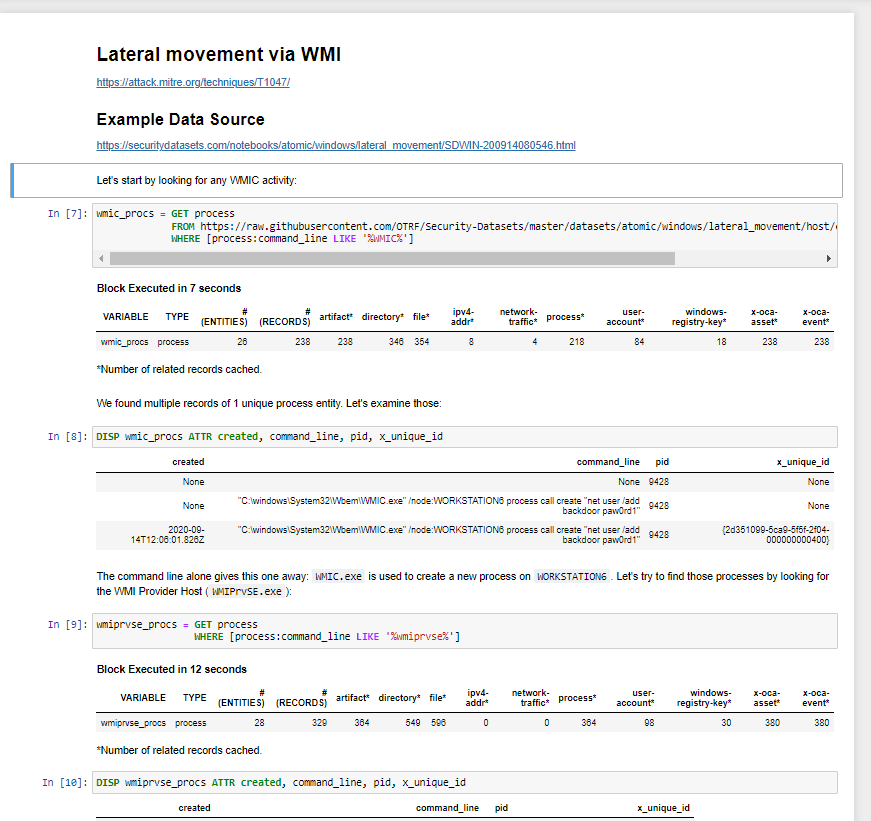 Lateral movement via WMI
https://attack.mitre.org/techniques/T1047/
Example Data Source
https://securitydatasets.com/notebooks/atomic/windows/lateral_movement/SDWIN-200914080546.html
Let's start by looking for any WMIC activity:
In [7]: wmic_procs = GET process
FROM https://raw.githubusercontent.com/OTRF/Security-Datasets/master/datasets/atomic/windows/lateral_movement/host/
WHERE [process:command_line LIKE '%WMIC%']
Block Executed in 7 seconds
VARIABLE TYPE # (ENTITIES) # (RECORDS) artifact* directory* file* ipv4-addr* network-traffic* process* user-account* windows-registry-key* x-oca-asset* x-oca-event*
wmic_procs process 26 238 238 346 354 8 4 218 84 18 238 238
*Number of related records cached.
We found multiple records of 1 unique process entity. Let's examine those:
In [8]: DISP wmic_procs ATTR created, command_line, pid, x_unique_id
created command_line pid x_unique_id
None None 9428 None
None "C:\windows\System32\Wbem\WMIC.exe" /node:WORKSTATION6 process call create "net user /add backdoor paw0rd1" 9428 None
2020-09-14T12:06:01.826Z "C:\windows\System32\Wbem\WMIC.exe" /node:WORKSTATION6 process call create "net user /add backdoor paw0rd1" 9428 {2d351099-5ca9-5f5f-2f04-000000000400}
The command line alone gives this one away: WMIC.exe is used to create a new process on WORKSTATION6. Let's try to find those processes by looking for
the WMI Provider Host (WMIPrvSE.exe):
In [9]: wmiprvse_procs = GET process
WHERE [process:command_line LIKE '%wmiprvse%']
Block Executed in 12 seconds
VARIABLE TYPE # (ENTITIES) # (RECORDS) artifact* directory* file* ipv4-addr* network-traffic* process* user-account* windows-registry-key* x-oca-asset* x-oca-event*
wmiprvse_procs process 28 329 364 549 596 0 0 364 98 30 380 380
*Number of related records cached.
In [10]: DISP wmiprvse_procs ATTR created, command_line, pid, x_unique_id
created command_line pid x_unique_id